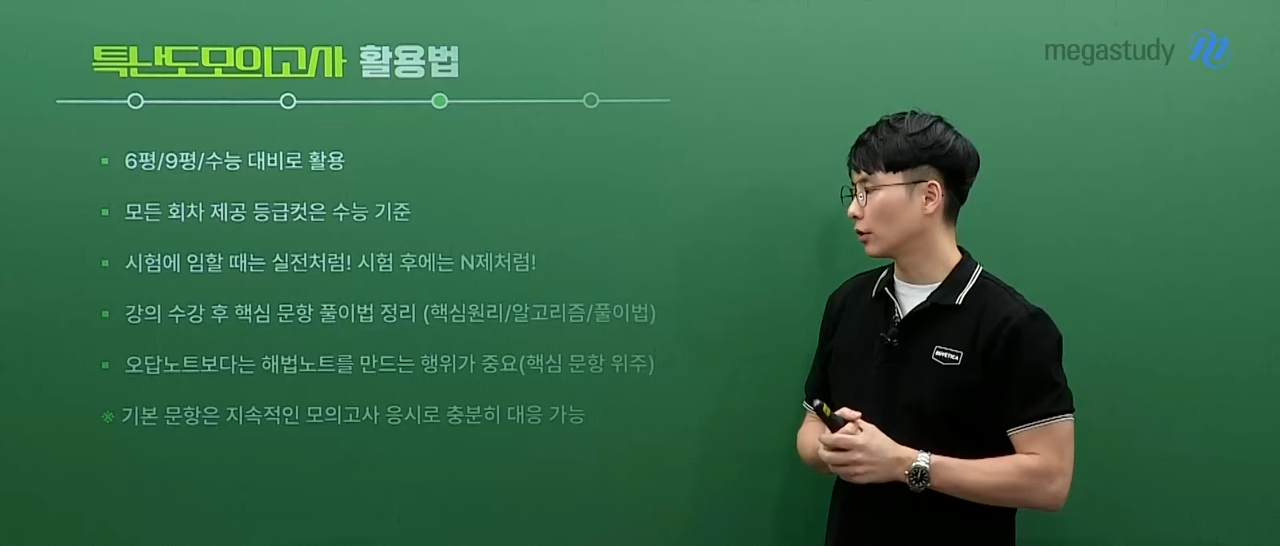 특난도모의고사 활용법
megastudy
6평/9평/수능 대비로 활용
모든 회차 제공 등급컷은 수능 기준
시험에 임할 때는 실전처럼! 시험 후에는 N제처럼!
강의 수강 후 핵심 문항 풀이법 정리 (핵심원리/알고리즘/풀이법)
오답노트보다는 해법노트를 만드는 행위가 중요(핵심 문항 위주)
※ 기본 문항은 지속적인 모의고사 응시로 충분히 대응 가능